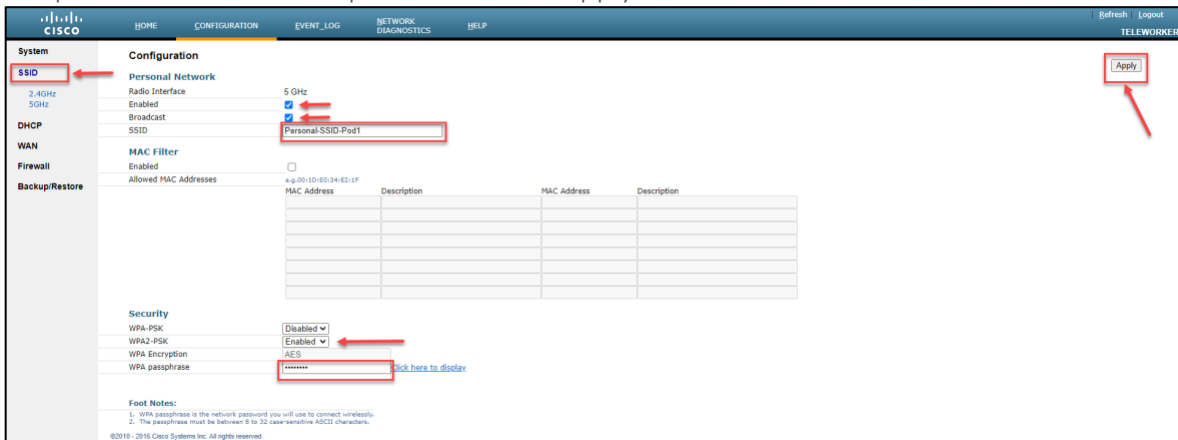 Refresh Logout
CISCO HOME CONFIGURATION EVENT_LOG NETWORK DIAGNOSTICS HELP
TELEWORKER
System
SSID
2.4GHz
5GHz
DHCP
WAN
Firewall
Backup/Restore
Configuration
Apply
Personal Network
Radio Interface 5 GHz
Enabled
Broadcast
SSID Personal-SSID-Pod1
MAC Filter
Enabled
Allowed MAC Addresses e.g.00:1D:E0:34:E2:1F
MAC Address Description MAC Address Description
Security
WPA-PSK Disabled
WPA2-PSK Enabled
WPA Encryption AES
WPA passphrase •••••••• Click here to display
Foot Notes:
1. WPA passphrase is the network password you will use to connect wirelessly.
2. The passphrase must be between 8 to 32 case-sensitive ASCII characters.
©2010 - 2016 Cisco Systems Inc. All rights reserved.